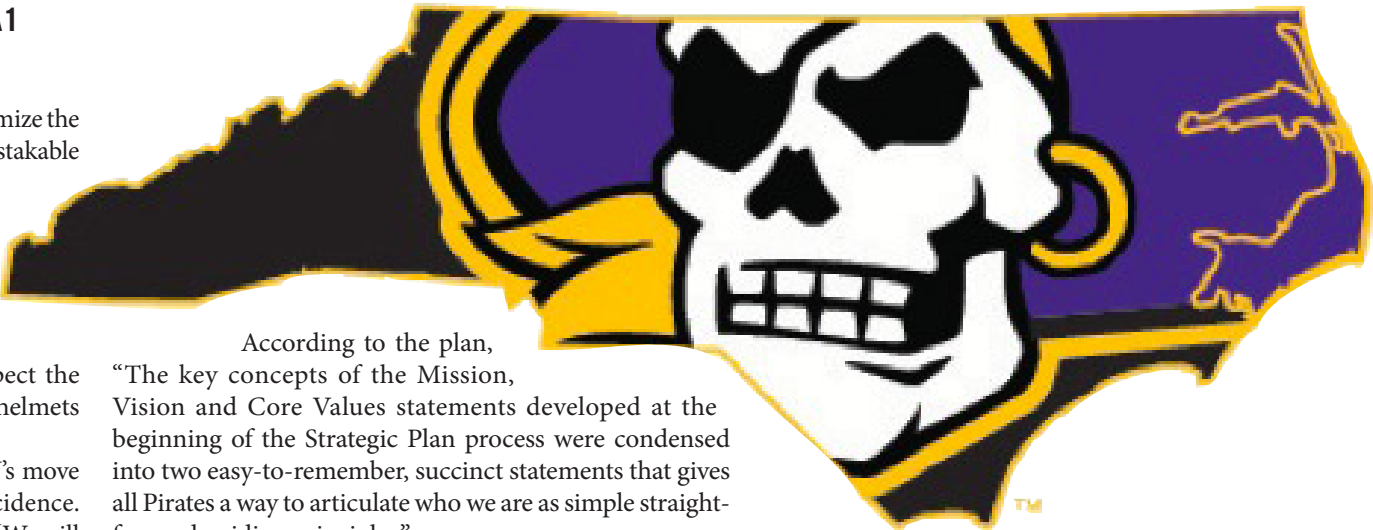 A1
mize the
stakable
pect the
helmets
’s move
cidence.
According to the plan,
“The key concepts of the Mission,
Vision and Core Values statements developed at the
beginning of the Strategic Plan process were condensed
into two easy-to-remember, succinct statements that gives
all Pirates a way to articulate who we are as simple straight-
TM